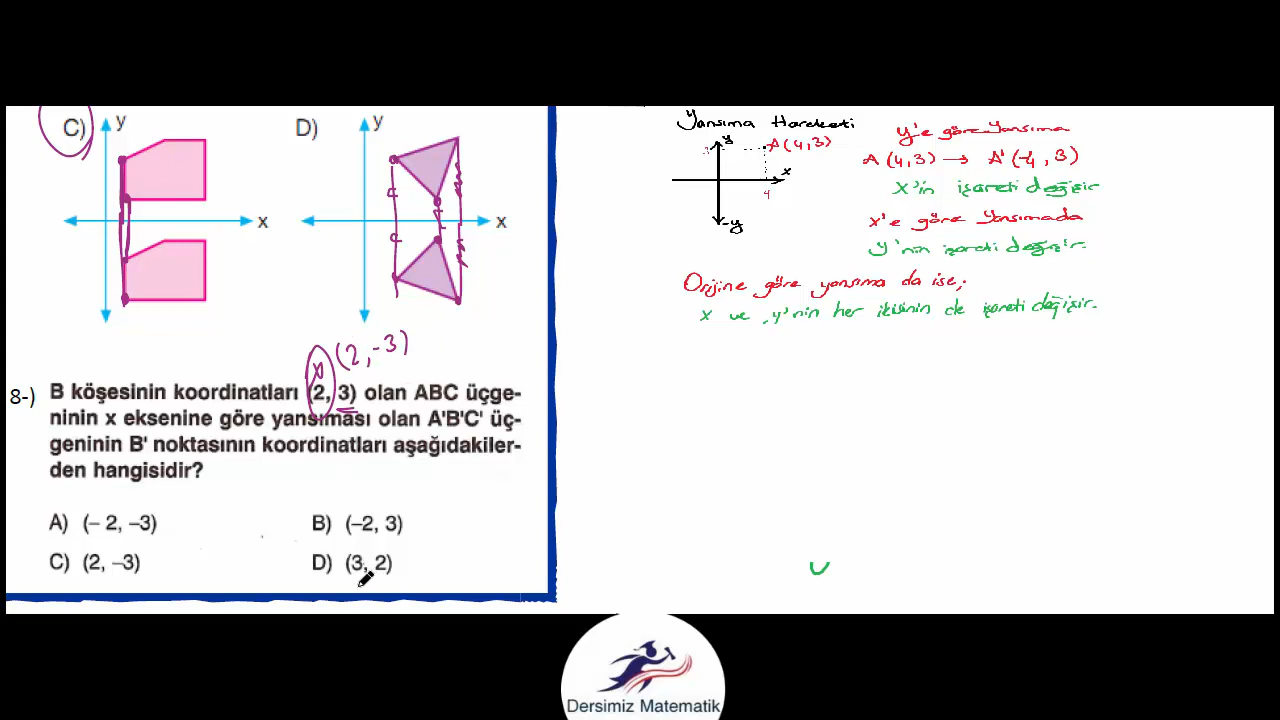 C)
y
x
D)
y
x
(2,-3)
x
8-)
B köşesinin koordinatları (2, 3) olan ABC üçge-
ninin x eksenine göre yansıması olan A'B'C' üç-
geninin B' noktasının koordinatları aşağıdakiler-
den hangisidir?
A) (– 2, –3)
B) (–2, 3)
C) (2, –3)
D) (3, 2)
Yansıma Hareketi
y
A(4,3)
x
4
-y
y'e göre Yansıma
A(4,3) → A'(-4, 3)
x'in işareti değişir
x'e göre Yansımada
y'nin işareti değişir.
Orijine göre yansıma da ise;
x ve y'nin her ikisinin de işareti değişir.
Dersimiz Matematik